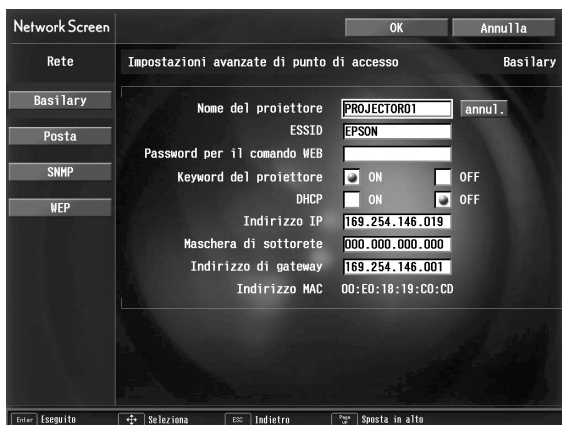 Network Screen
OK
Annulla
Rete
Impostazioni avanzate di punto di accesso
Basilary
Basilary
Posta
SNMP
WEP
Nome del proiettore PROJECTOR01 annul.
ESSID EPSON
Password per il comando WEB
Keyword del proiettore ON OFF
DHCP ON OFF
Indirizzo IP 169.254.146.019
Maschera di sottorete 000.000.000.000
Indirizzo di gateway 169.254.146.001
Indirizzo MAC 00:E0:18:19:C0:CD
Enter Eseguito ESC Indietro Page up Sposta in alto
Seleziona